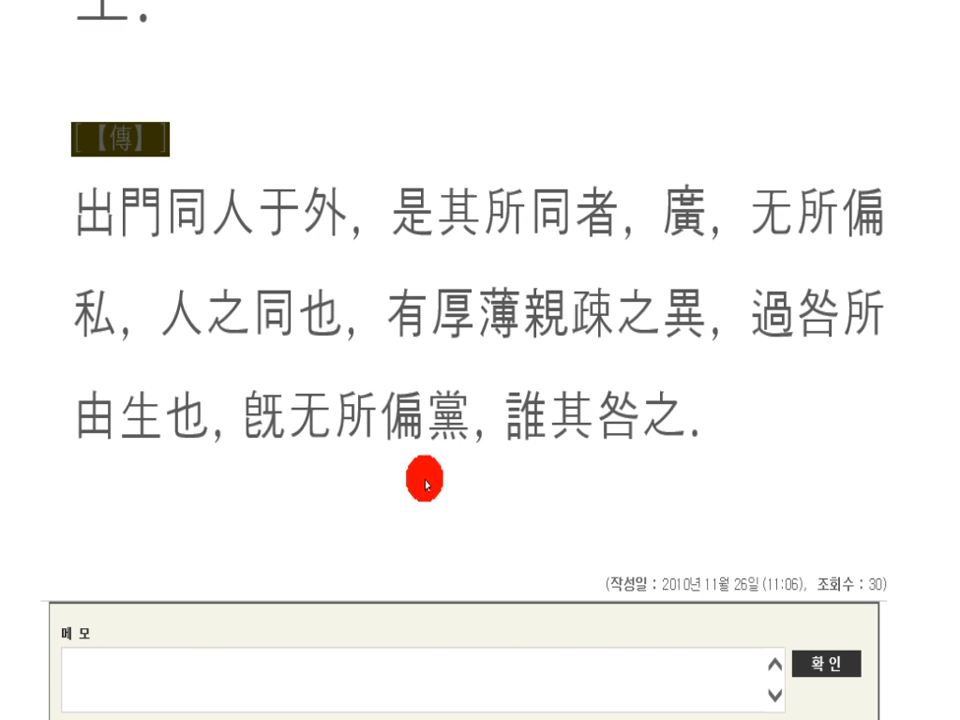 [【傳】]
出門同人于外, 是其所同者, 廣, 无所偏
私, 人之同也, 有厚薄親疎之異, 過咎所
由生也, 旣无所偏黨, 誰其咎之.
(작성일 : 2010년 11월 26일 (11:06), 조회수 : 30)
메 모
확 인